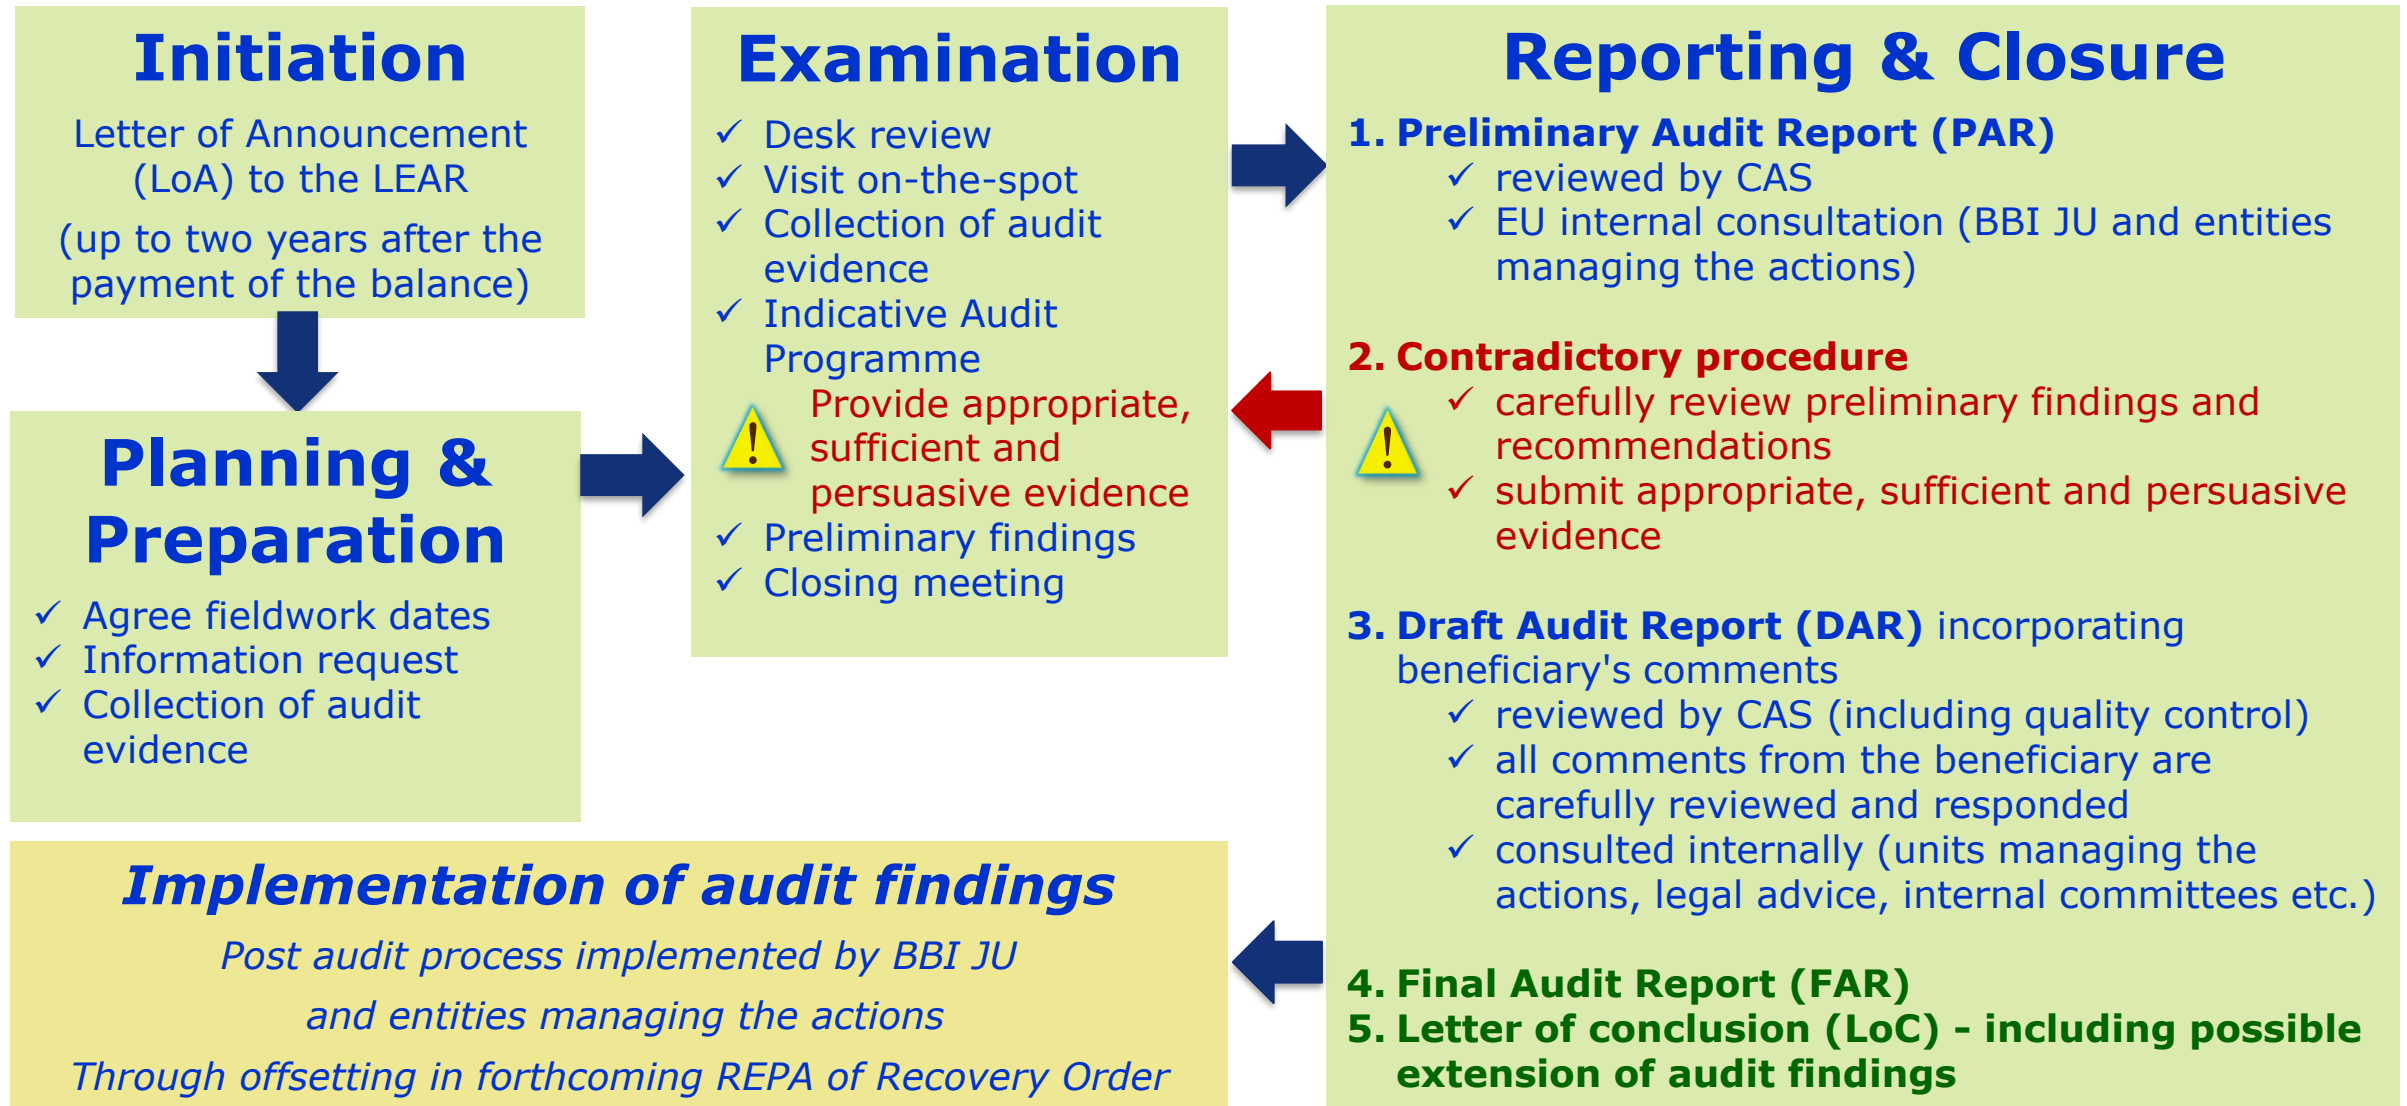 Initiation
Letter of Announcement
(LoA) to the LEAR
(up to two years after the
payment of the balance)
Planning &
Preparation
✓ Agree fieldwork dates
✓ Information request
✓ Collection of audit
evidence
Examination
✓ Desk review
✓ Visit on-the-spot
✓ Collection of audit
evidence
✓ Indicative Audit
Programme
Provide appropriate,
sufficient and
persuasive evidence
✓ Preliminary findings
✓ Closing meeting
Reporting & Closure
1. Preliminary Audit Report (PAR)
✓ reviewed by CAS
✓ EU internal consultation (BBI JU and entities
managing the actions)
2. Contradictory procedure
✓ carefully review preliminary findings and
recommendations
✓ submit appropriate, sufficient and persuasive
evidence
3. Draft Audit Report (DAR) incorporating
beneficiary's comments
✓ reviewed by CAS (including quality control)
✓ all comments from the beneficiary are
carefully reviewed and responded
✓ consulted internally (units managing the
actions, legal advice, internal committees etc.)
4. Final Audit Report (FAR)
5. Letter of conclusion (LoC) - including possible
extension of audit findings
Implementation of audit findings
Post audit process implemented by BBI JU
and entities managing the actions
Through offsetting in forthcoming REPA of Recovery Order